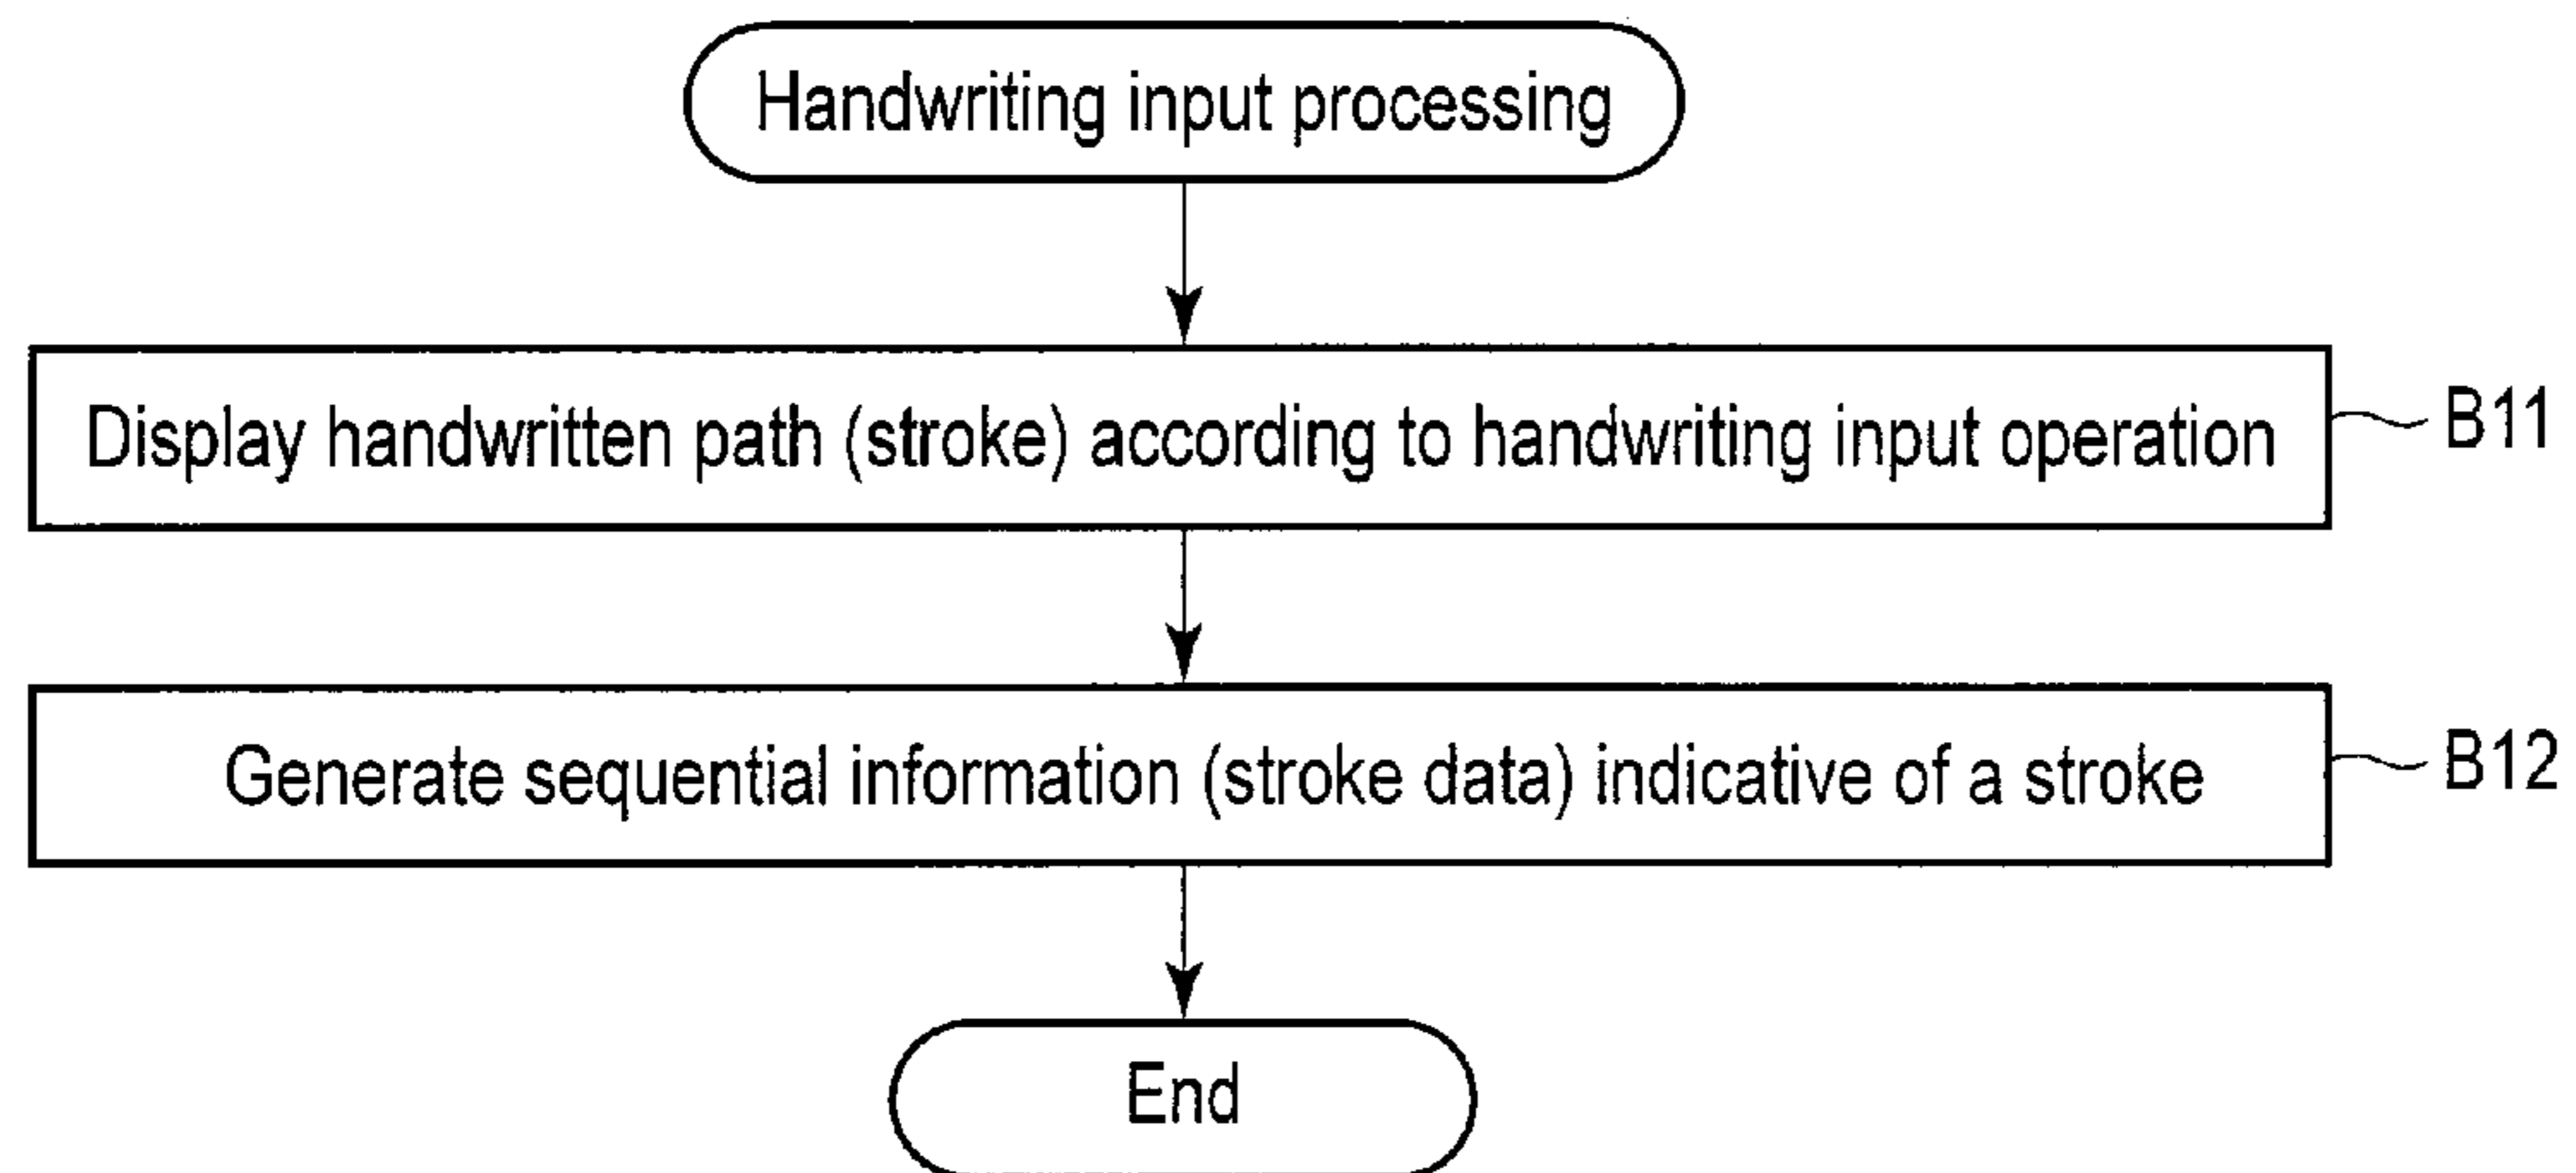 Handwriting input processing
Display handwritten path (stroke) according to handwriting input operation
B11
Generate sequential information (stroke data) indicative of a stroke
B12
End